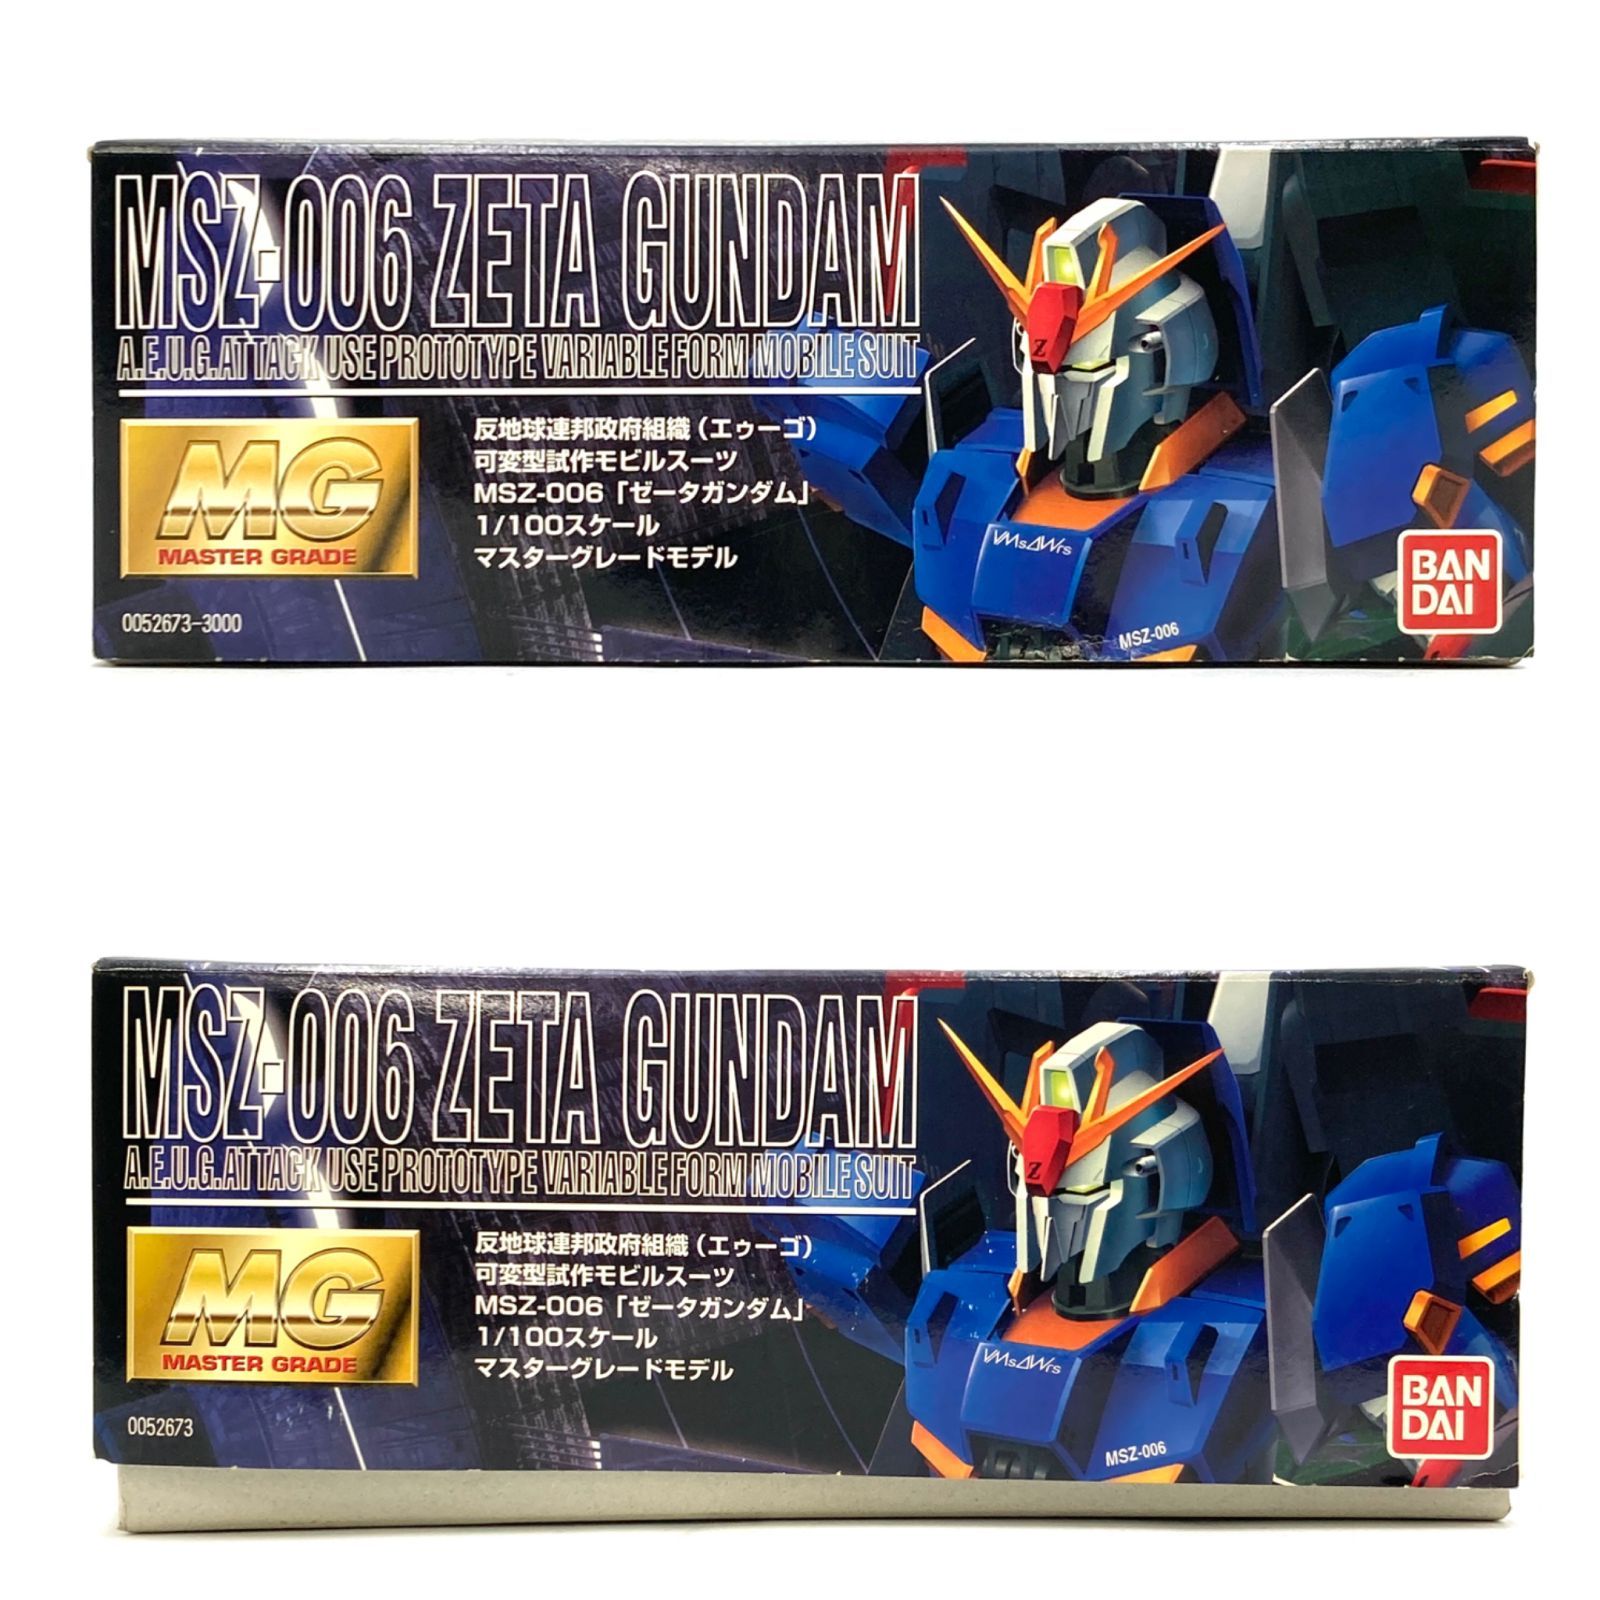 MSZ-006 ZETA GUNDAM
A.E.U.G. ATTACK USE PROTOTYPE VARIABLE FORM MOBILE SUIT
MG
MASTER GRADE
反地球連邦政府組織(エゥーゴ)
可変型試作モビルスーツ
MSZ-006「ゼータガンダム」
1/100スケール
マスターグレードモデル
0052673-3000
Z
VMsAWrs
MSZ-006
BAN
DAI
MSZ-006 ZETA GUNDAM
A.E.U.G. ATTACK USE PROTOTYPE VARIABLE FORM MOBILE SUIT
MG
MASTER GRADE
反地球連邦政府組織(エゥーゴ)
可変型試作モビルスーツ
MSZ-006「ゼータガンダム」
1/100スケール
マスターグレードモデル
0052673
Z
VMsAWrs
MSZ-006
BAN
DAI